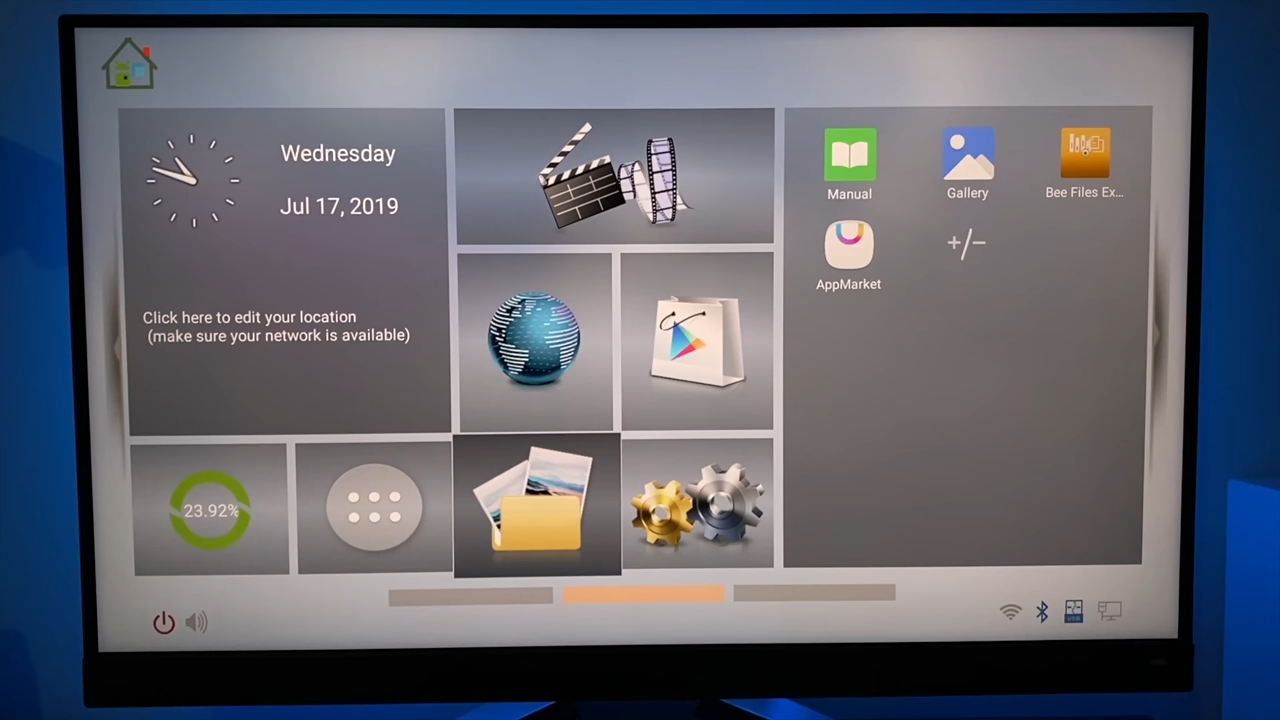 Wednesday
Jul 17, 2019
Click here to edit your location
(make sure your network is available)
23.92%
Manual
Gallery
Bee Files Ex...
AppMarket
+/−
USB